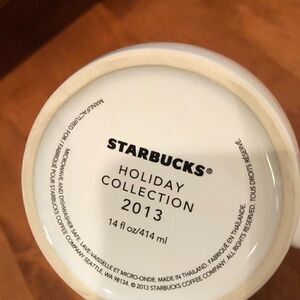 STARBUCKS®
HOLIDAY
COLLECTION
2013
14 fl oz/414 ml
MANUFACTURED FOR / FABRIQUÉ POUR STARBUCKS COFFEE COMPANY, SEATTLE, WA 98134. © 2013 STARBUCKS COFFEE COMPANY. ALL RIGHTS RESERVED. TOUS DROITS RÉSERVÉ.
MICROWAVE AND DISHWASHER SAFE. LAVE-VAISSELLE ET MICRO-ONDE. MADE IN THAILAND. FABRIQUÉ EN THAÏLANDE.